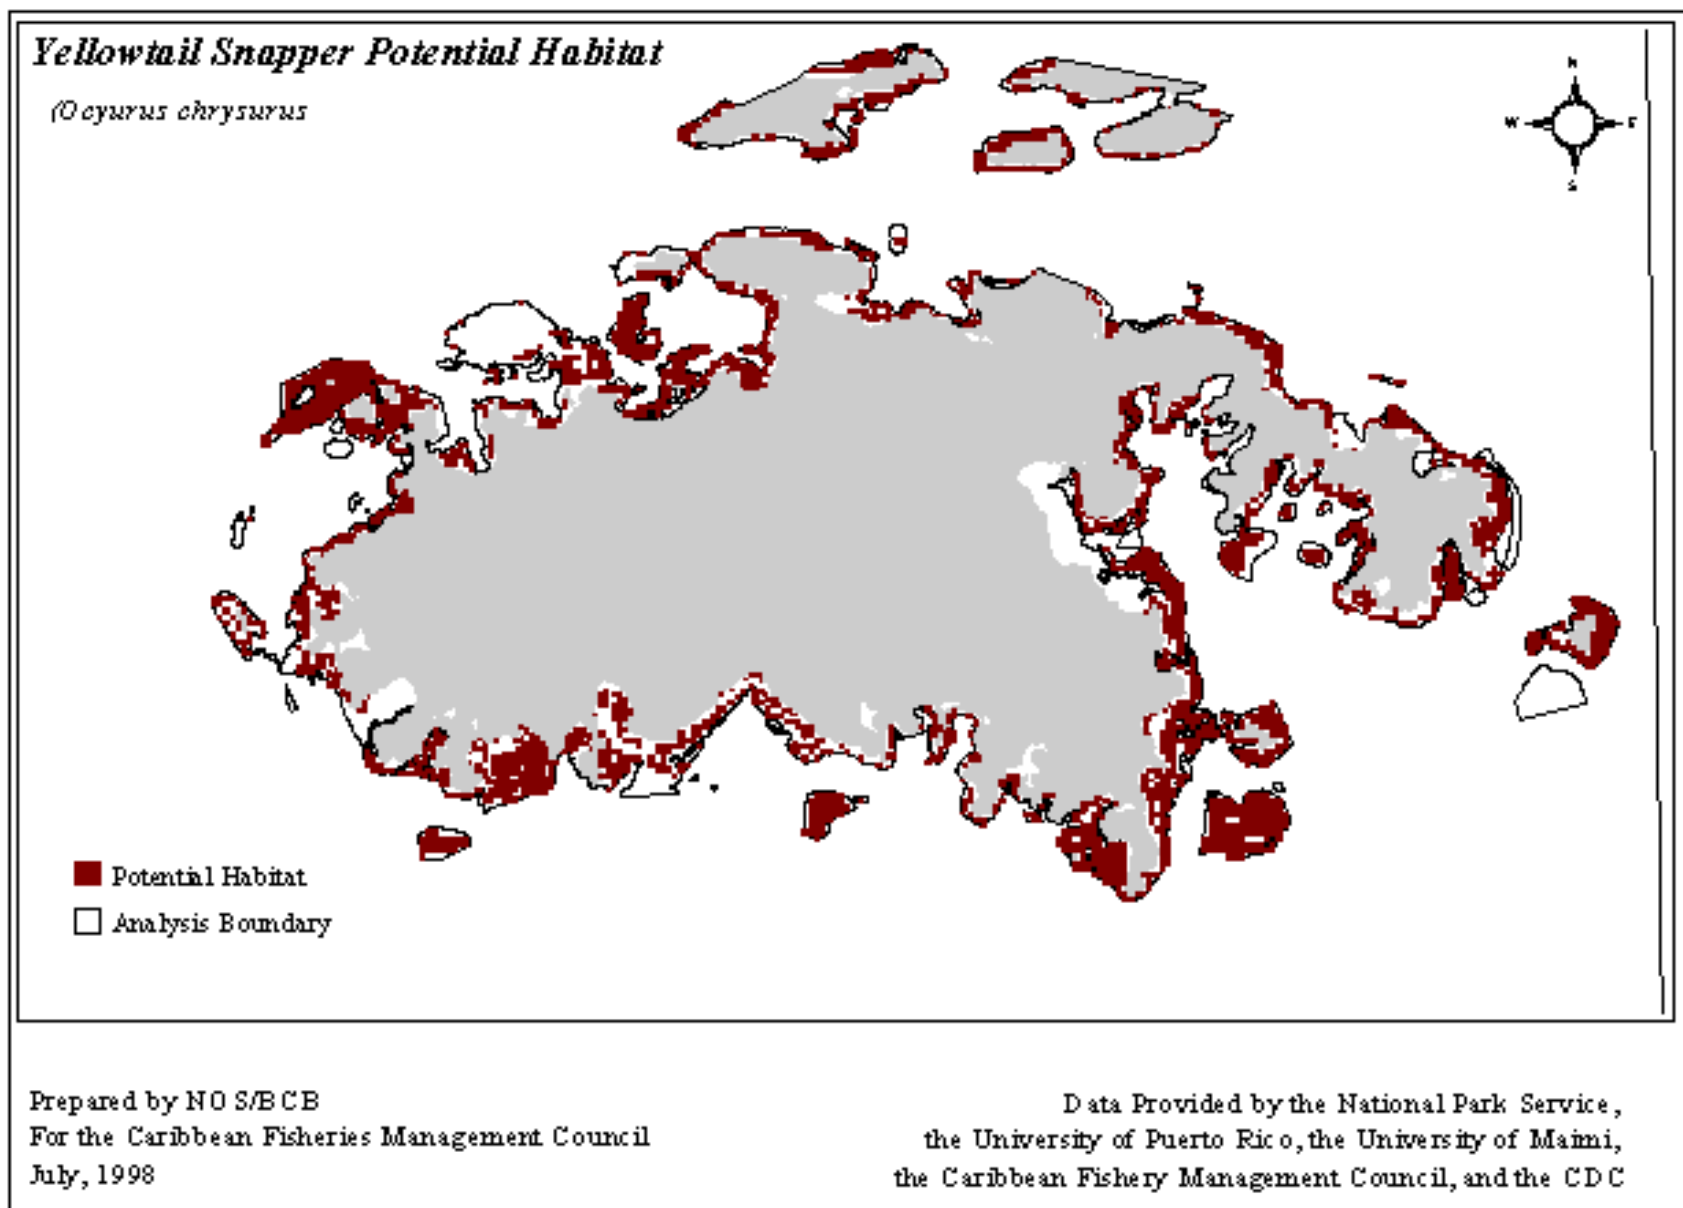 Yellowtail Snapper Potential Habitat
(Ocyurus chrysurus
N
W E
S
Potential Habitat
Analysis Boundary
Prepared by NOS/BCB
For the Caribbean Fisheries Management Council
July, 1998
Data Provided by the National Park Service,
the University of Puerto Rico, the University of Maimi,
the Caribbean Fishery Management Council, and the CDC